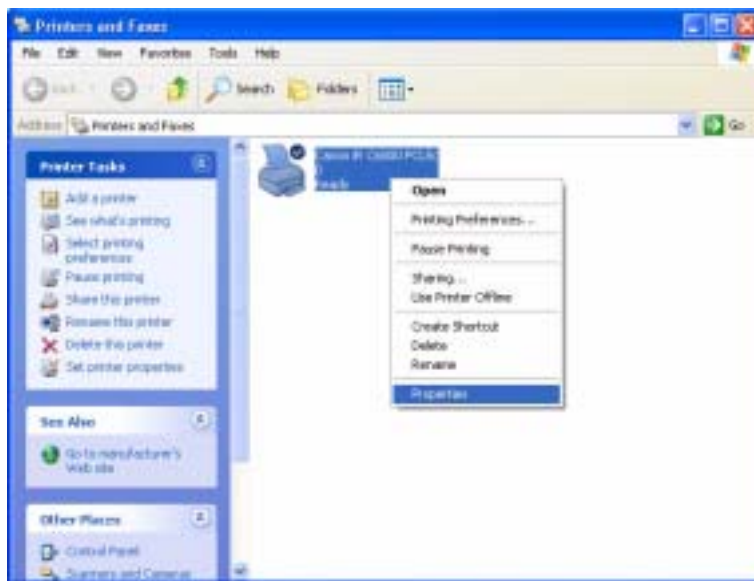 Printers and Faxes
File Edit View Favorites Tools Help
Back Search Folders
Address Printers and Faxes Go
Printer Tasks
Add a printer
See what's printing
Select printing
preferences
Pause printing
Share this printer
Rename this printer
Delete this printer
Set printer properties
See Also
Go to manufacturer's
Web site
Other Places
Control Panel
Scanners and Cameras
Canon
0
Ready
Open
Printing Preferences...
Pause Printing
Sharing...
Use Printer Offline
Create Shortcut
Delete
Rename
Properties